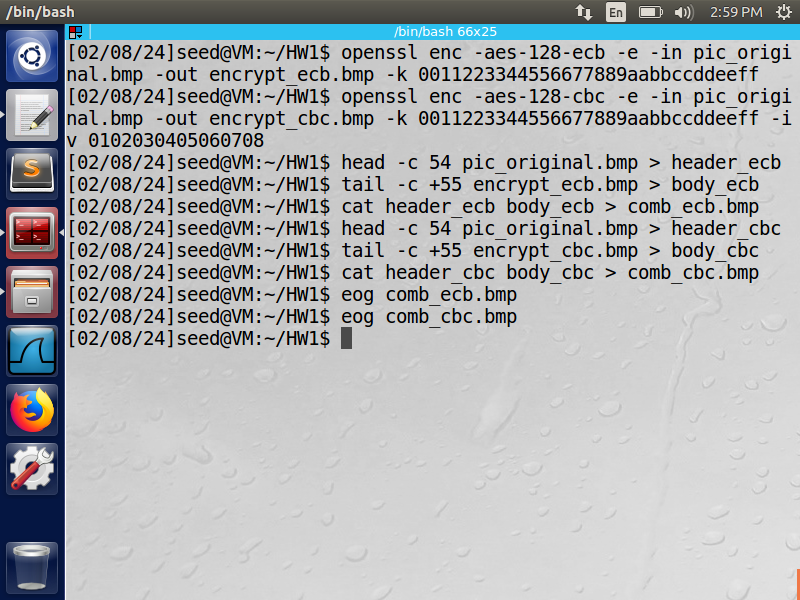 /bin/bash
En
2:59 PM
/bin/bash 66x25
[02/08/24]seed@VM:~/HW1$ openssl enc -aes-128-ecb -e -in pic_origi
nal.bmp -out encrypt_ecb.bmp -k 00112233445566778899aabbccddeeff
[02/08/24]seed@VM:~/HW1$ openssl enc -aes-128-cbc -e -in pic_origi
nal.bmp -out encrypt_cbc.bmp -k 00112233445566778899aabbccddeeff -i
v 0102030405060708
[02/08/24]seed@VM:~/HW1$ head -c 54 pic_original.bmp > header_ecb
[02/08/24]seed@VM:~/HW1$ tail -c +55 encrypt_ecb.bmp > body_ecb
[02/08/24]seed@VM:~/HW1$ cat header_ecb body_ecb > comb_ecb.bmp
[02/08/24]seed@VM:~/HW1$ head -c 54 pic_original.bmp > header_cbc
[02/08/24]seed@VM:~/HW1$ tail -c +55 encrypt_cbc.bmp > body_cbc
[02/08/24]seed@VM:~/HW1$ cat header_cbc body_cbc > comb_cbc.bmp
[02/08/24]seed@VM:~/HW1$ eog comb_ecb.bmp
[02/08/24]seed@VM:~/HW1$ eog comb_cbc.bmp
[02/08/24]seed@VM:~/HW1$